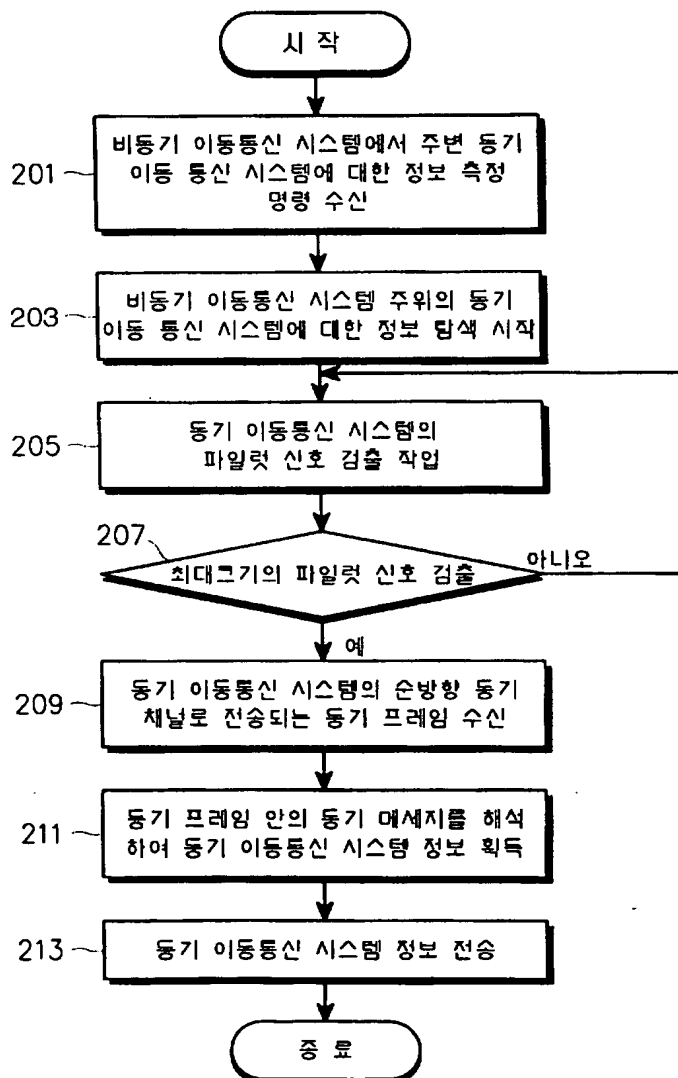 시 작
201
비동기 이동통신 시스템에서 주변 동기
이동 통신 시스템에 대한 정보 측정
명령 수신
203
비동기 이동통신 시스템 주위의 동기
이동 통신 시스템에 대한 정보 탐색 시작
205
동기 이동통신 시스템의
파일럿 신호 검출 작업
207
최대크기의 파일럿 신호 검출
아니오
예
209
동기 이동통신 시스템의 순방향 동기
채널로 전송되는 동기 프레임 수신
211
동기 프레임 안의 동기 메세지를 해석
하여 동기 이동통신 시스템 정보 획득
213
동기 이동통신 시스템 정보 전송
종 료